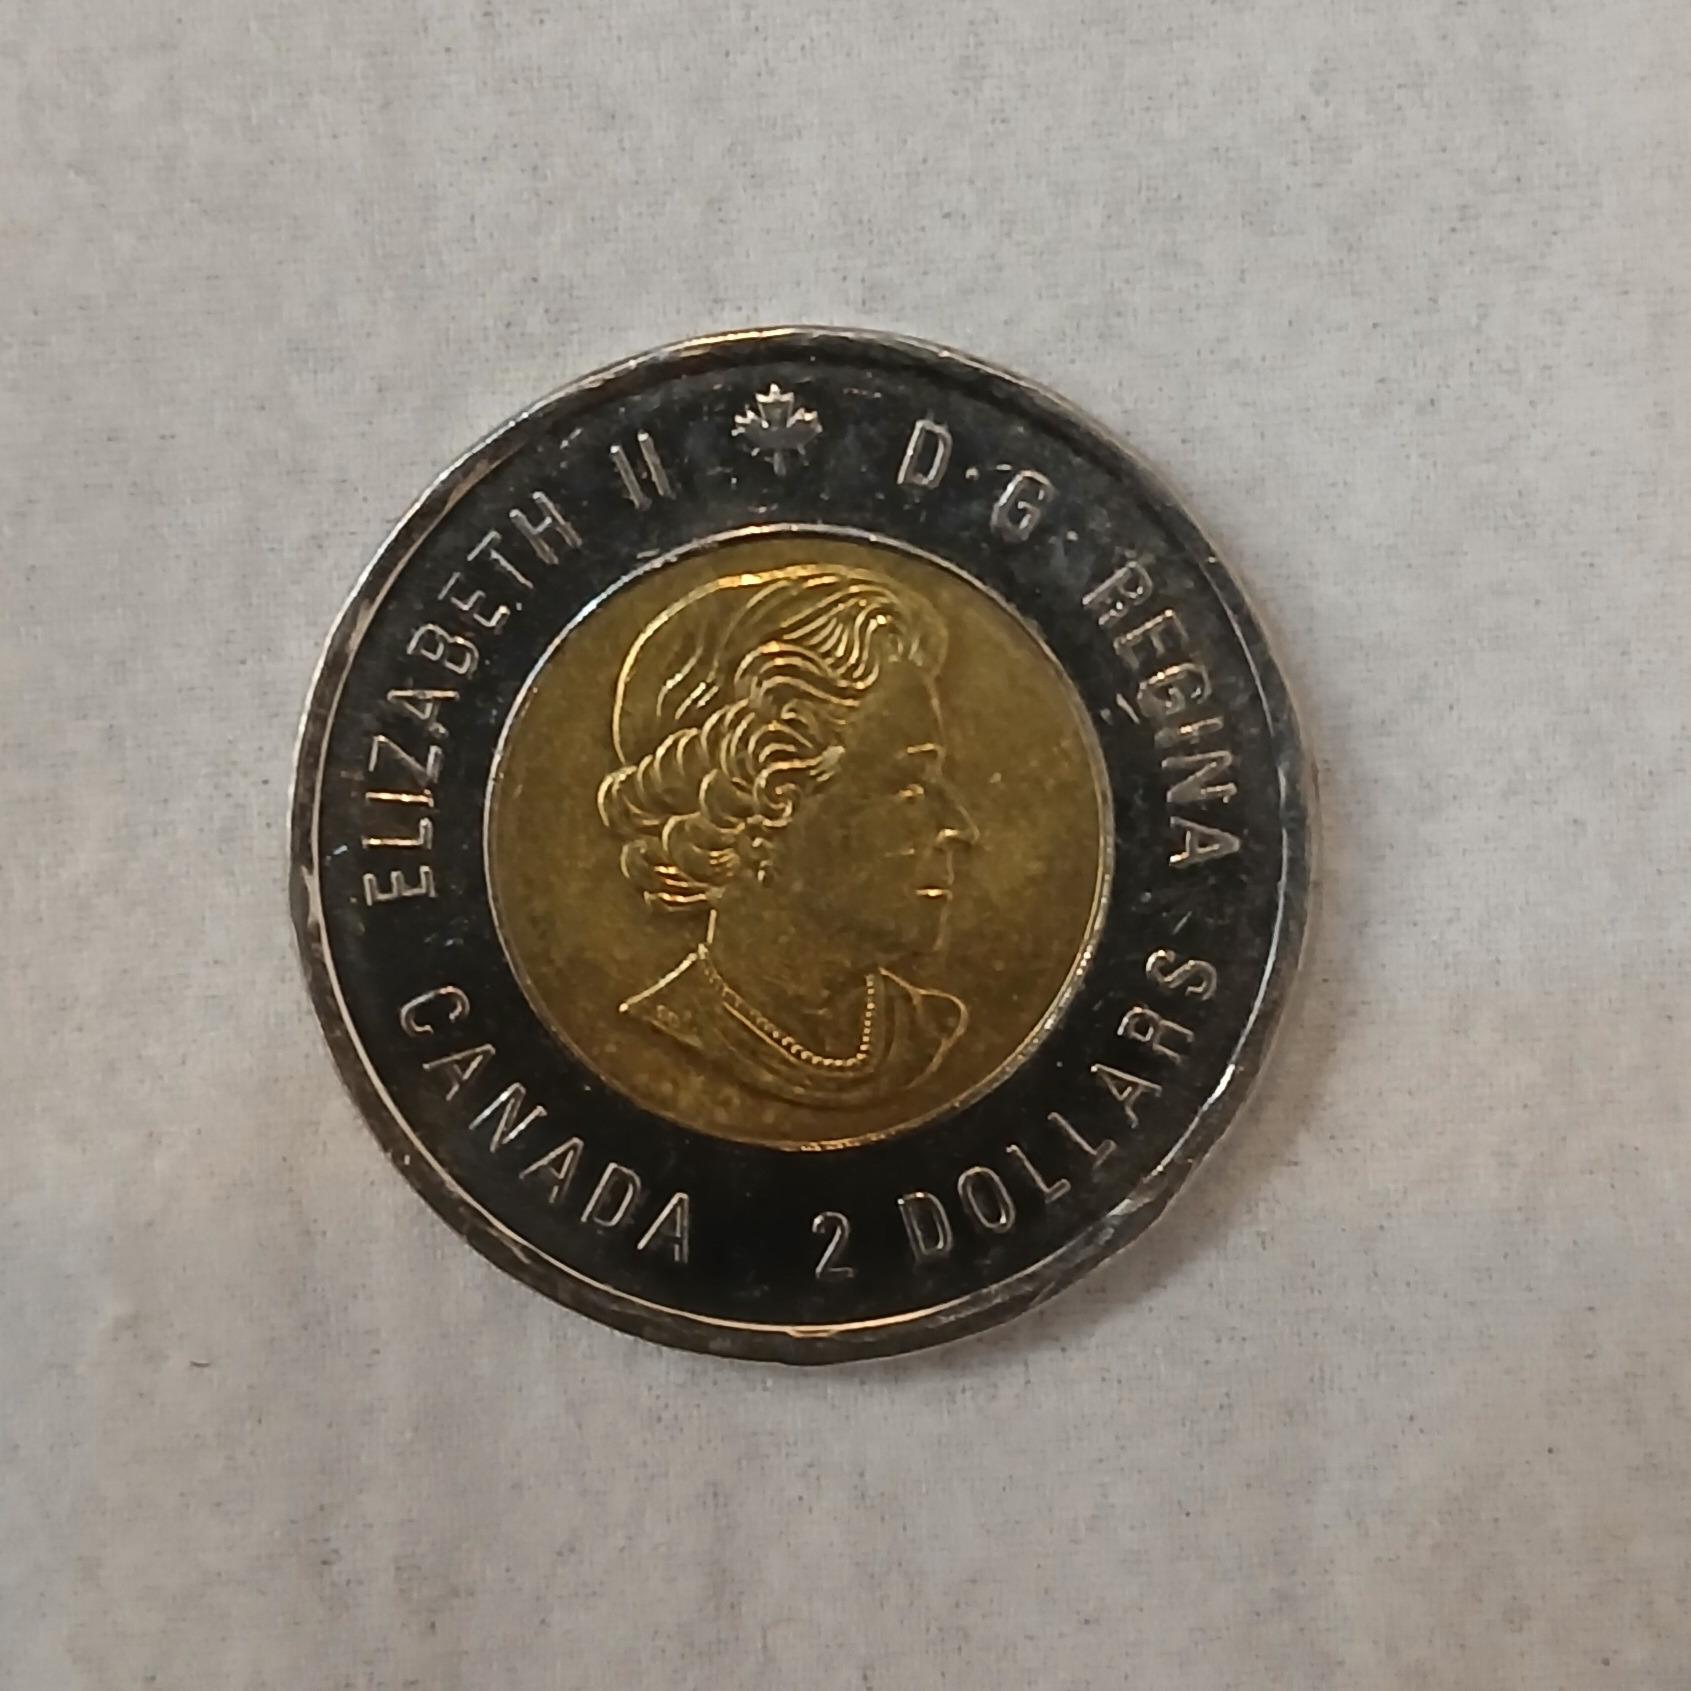 ELIZABETH II D·G·REGINA
CANADA 2 DOLLARS